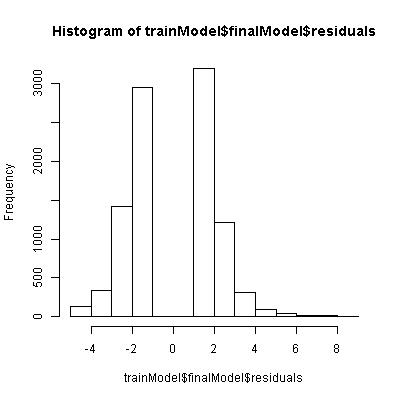 Histogram of trainModel$finalModel$residuals
Frequency
3000
2000
1000
500
0
-4 -2 0 2 4 6 8
trainModel$finalModel$residuals